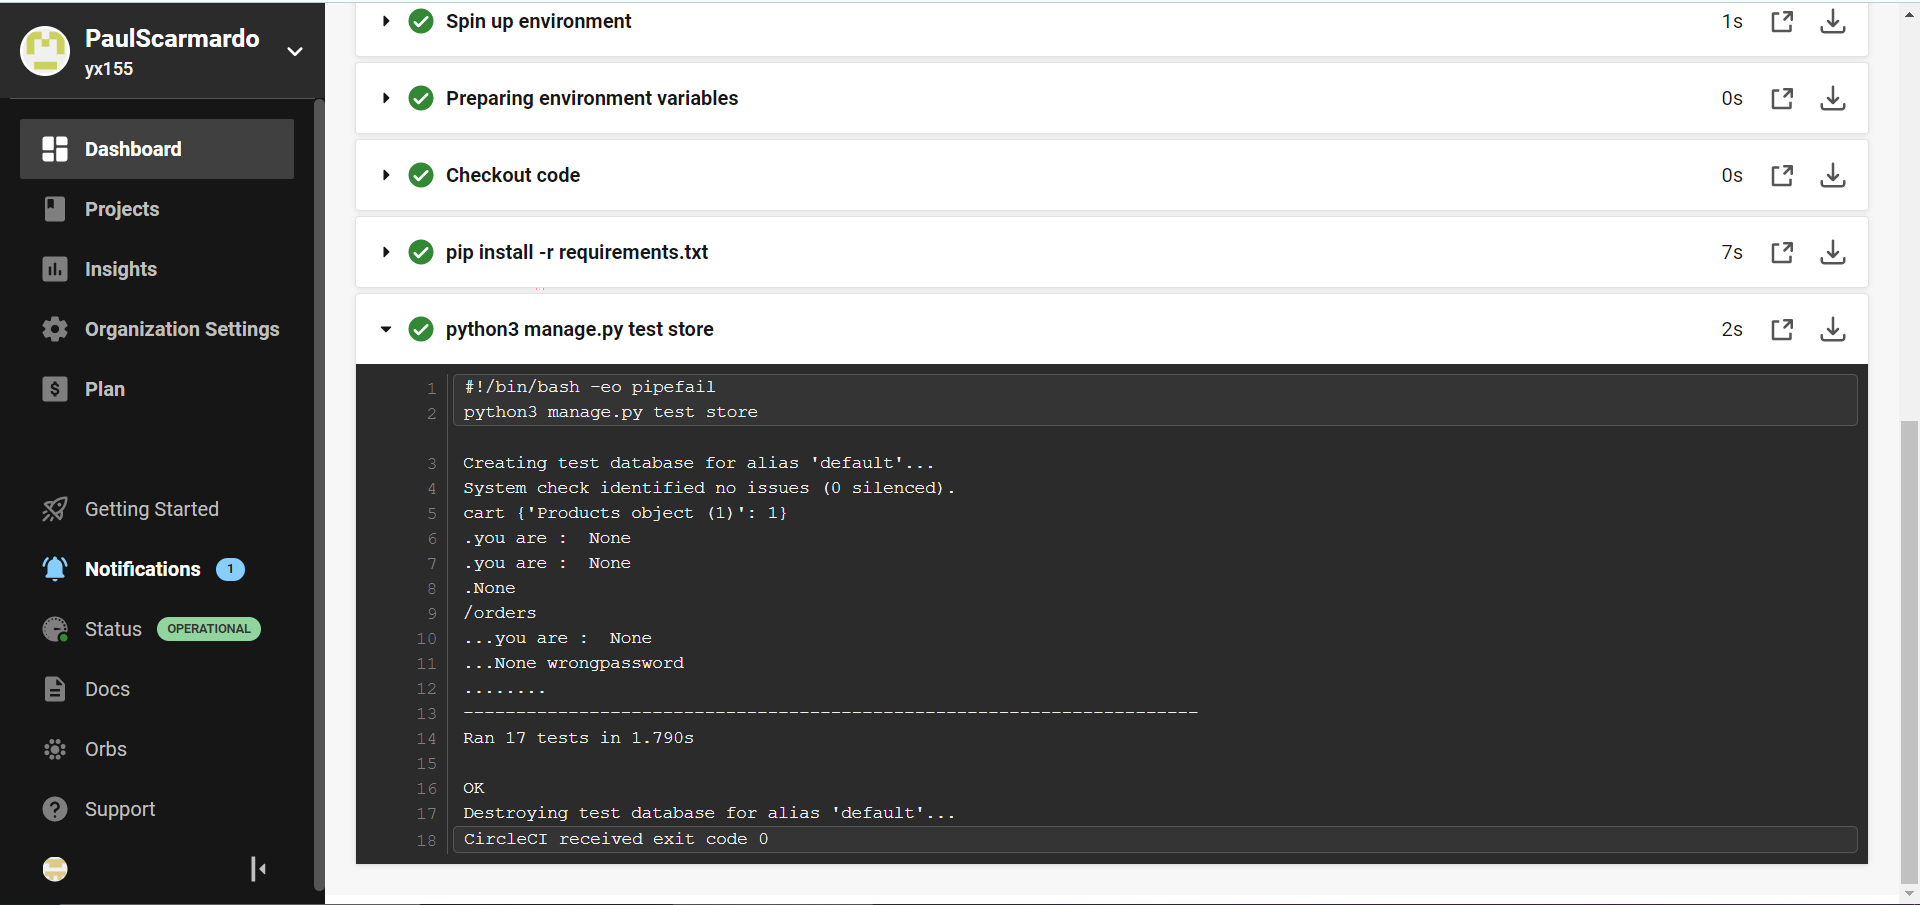 PaulScarmardo
yx155
Dashboard
Projects
Insights
Organization Settings
Plan
Getting Started
Notifications 1
Status OPERATIONAL
Docs
Orbs
Support
Spin up environment 1s
Preparing environment variables 0s
Checkout code 0s
pip install -r requirements.txt 7s
python3 manage.py test store 2s
1 #!/bin/bash -eo pipefail
2 python3 manage.py test store
3 Creating test database for alias 'default'...
4 System check identified no issues (0 silenced).
5 cart {'Products object (1)': 1}
6 .you are :  None
7 .you are :  None
8 .None
9 /orders
10 ...you are :  None
11 ...None wrongpassword
12 ........
13 ----------------------------------------------------------------------
14 Ran 17 tests in 1.790s
15
16 OK
17 Destroying test database for alias 'default'...
18 CircleCI received exit code 0